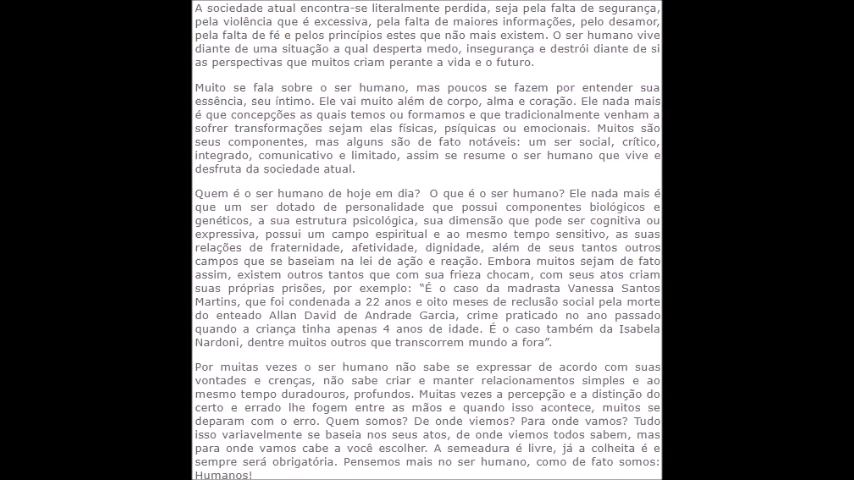 A sociedade atual encontra-se literalmente perdida, seja pela falta de segurança,
pela violência que é excessiva, pela falta de maiores informações, pelo desamor,
pela falta de fé e pelos princípios estes que não mais existem. O ser humano vive
diante de uma situação a qual desperta medo, insegurança e destrói diante de si
as perspectivas que muitos criam perante a vida e o futuro.
Muito se fala sobre o ser humano, mas poucos se fazem por entender sua
essência, seu íntimo. Ele vai muito além de corpo, alma e coração. Ele nada mais
é que concepções as quais temos ou formamos e que tradicionalmente venham a
sofrer transformações sejam elas físicas, psíquicas ou emocionais. Muitos são
seus componentes, mas alguns são de fato notáveis: um ser social, crítico,
integrado, comunicativo e limitado, assim se resume o ser humano que vive e
desfruta da sociedade atual.
Quem é o ser humano de hoje em dia?  O que é o ser humano? Ele nada mais é
que um ser dotado de personalidade que possui componentes biológicos e
genéticos, a sua estrutura psicológica, sua dimensão que pode ser cognitiva ou
expressiva, possui um campo espiritual e ao mesmo tempo sensitivo, as suas
relações de fraternidade, afetividade, dignidade, além de seus tantos outros
campos que se baseiam na lei de ação e reação. Embora muitos sejam de fato
assim, existem outros tantos que com sua frieza chocam, com seus atos criam
suas próprias prisões, por exemplo: “É o caso da madrasta Vanessa Santos
Martins, que foi condenada a 22 anos e oito meses de reclusão social pela morte
do enteado Allan David de Andrade Garcia, crime praticado no ano passado
quando a criança tinha apenas 4 anos de idade. É o caso também da Isabela
Nardoni, dentre muitos outros que transcorrem mundo a fora”.
Por muitas vezes o ser humano não sabe se expressar de acordo com suas
vontades e crenças, não sabe criar e manter relacionamentos simples e ao
mesmo tempo duradouros, profundos. Muitas vezes a percepção e a distinção do
certo e errado lhe fogem entre as mãos e quando isso acontece, muitos se
deparam com o erro. Quem somos? De onde viemos? Para onde vamos? Tudo
isso variavelmente se baseia nos seus atos, de onde viemos todos sabem, mas
para onde vamos cabe a você escolher. A semeadura é livre, já a colheita é e
sempre será obrigatória. Pensemos mais no ser humano, como de fato somos:
Humanos!